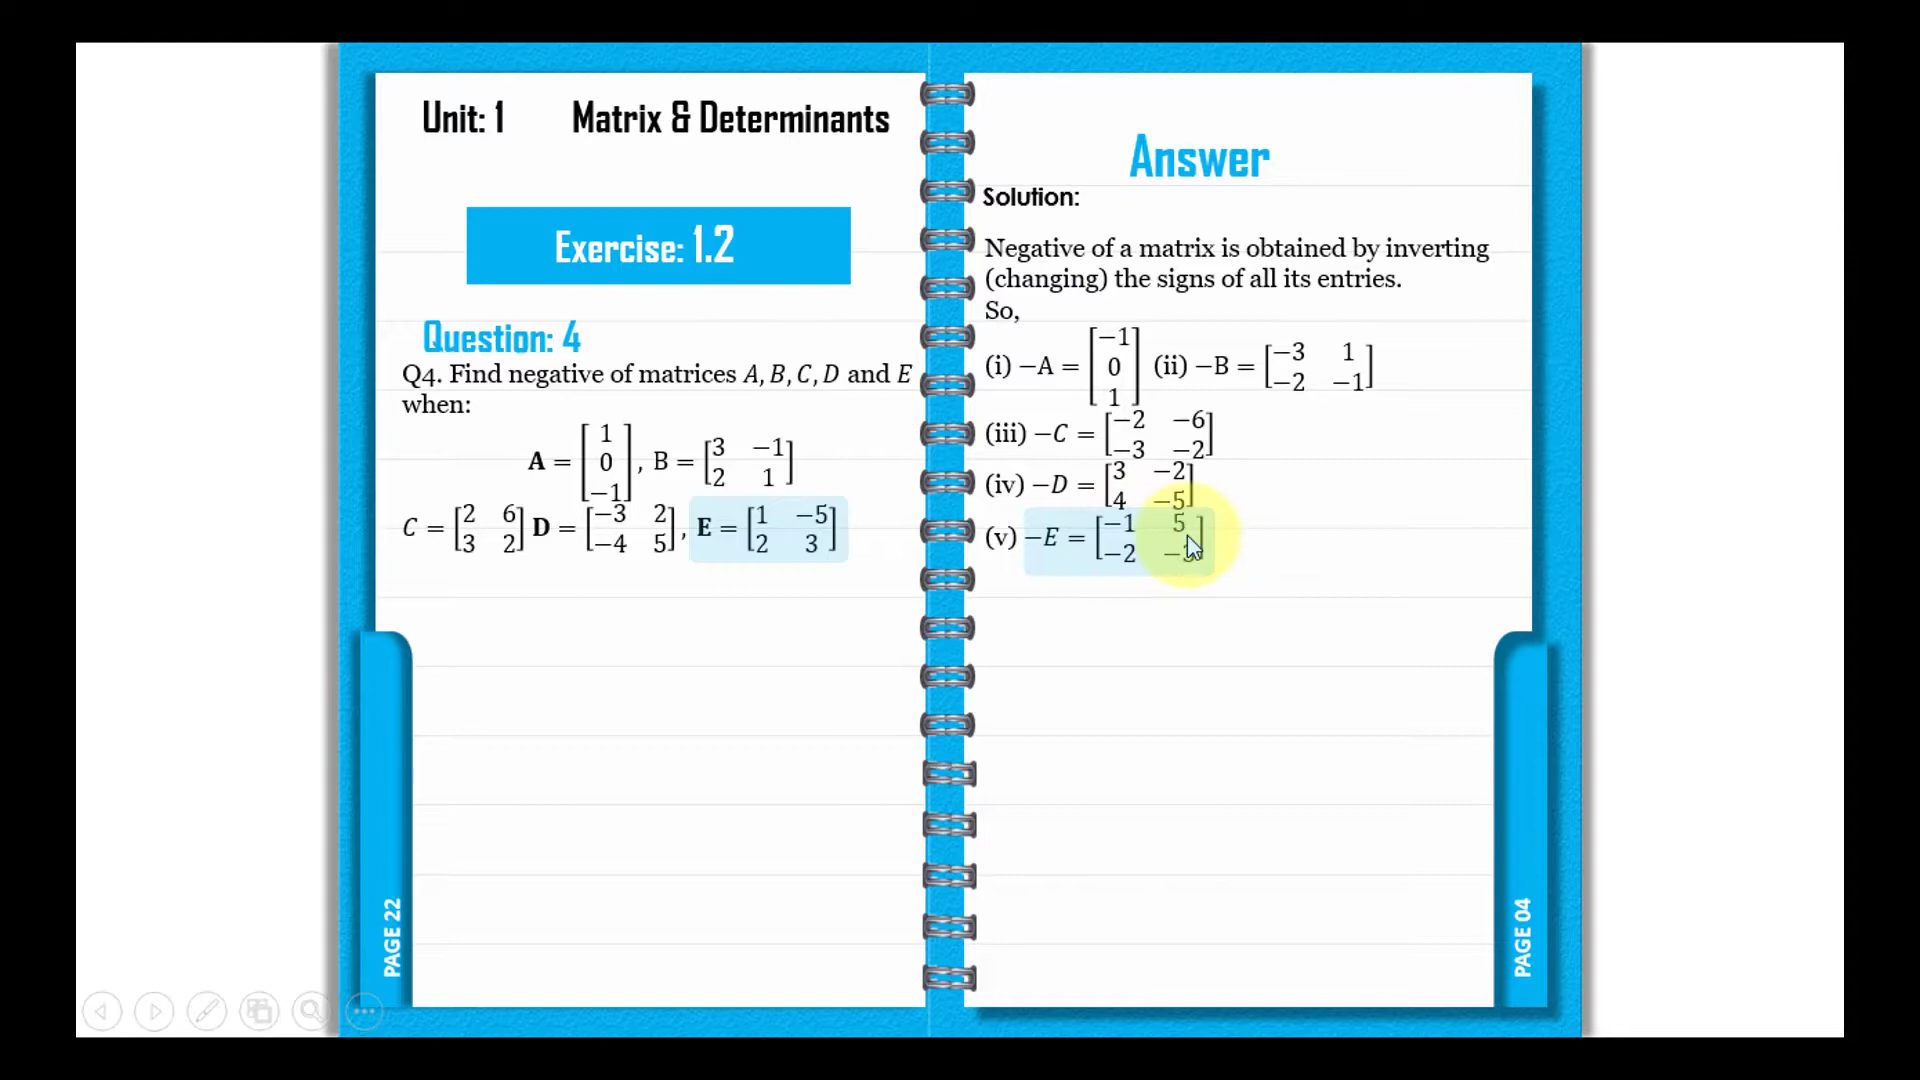 Unit: 1 Matrix & Determinants
Exercise: 1.2
Question: 4
Q4. Find negative of matrices A, B, C, D and E
when:
A = [1 0 −1], B = [3 −1 2 1]
C = [2 6 3 2] D = [−3 2 −4 5], E = [1 −5 2 3]
PAGE 22
Answer
Solution:
Negative of a matrix is obtained by inverting
(changing) the signs of all its entries.
So,
(i) −A = [−1 0 1] (ii) −B = [−3 1 −2 −1]
(iii) −C = [−2 −6 −3 −2]
(iv) −D = [3 −2 4 −5]
(v) −E = [−1 5 −2 −3]
PAGE 04